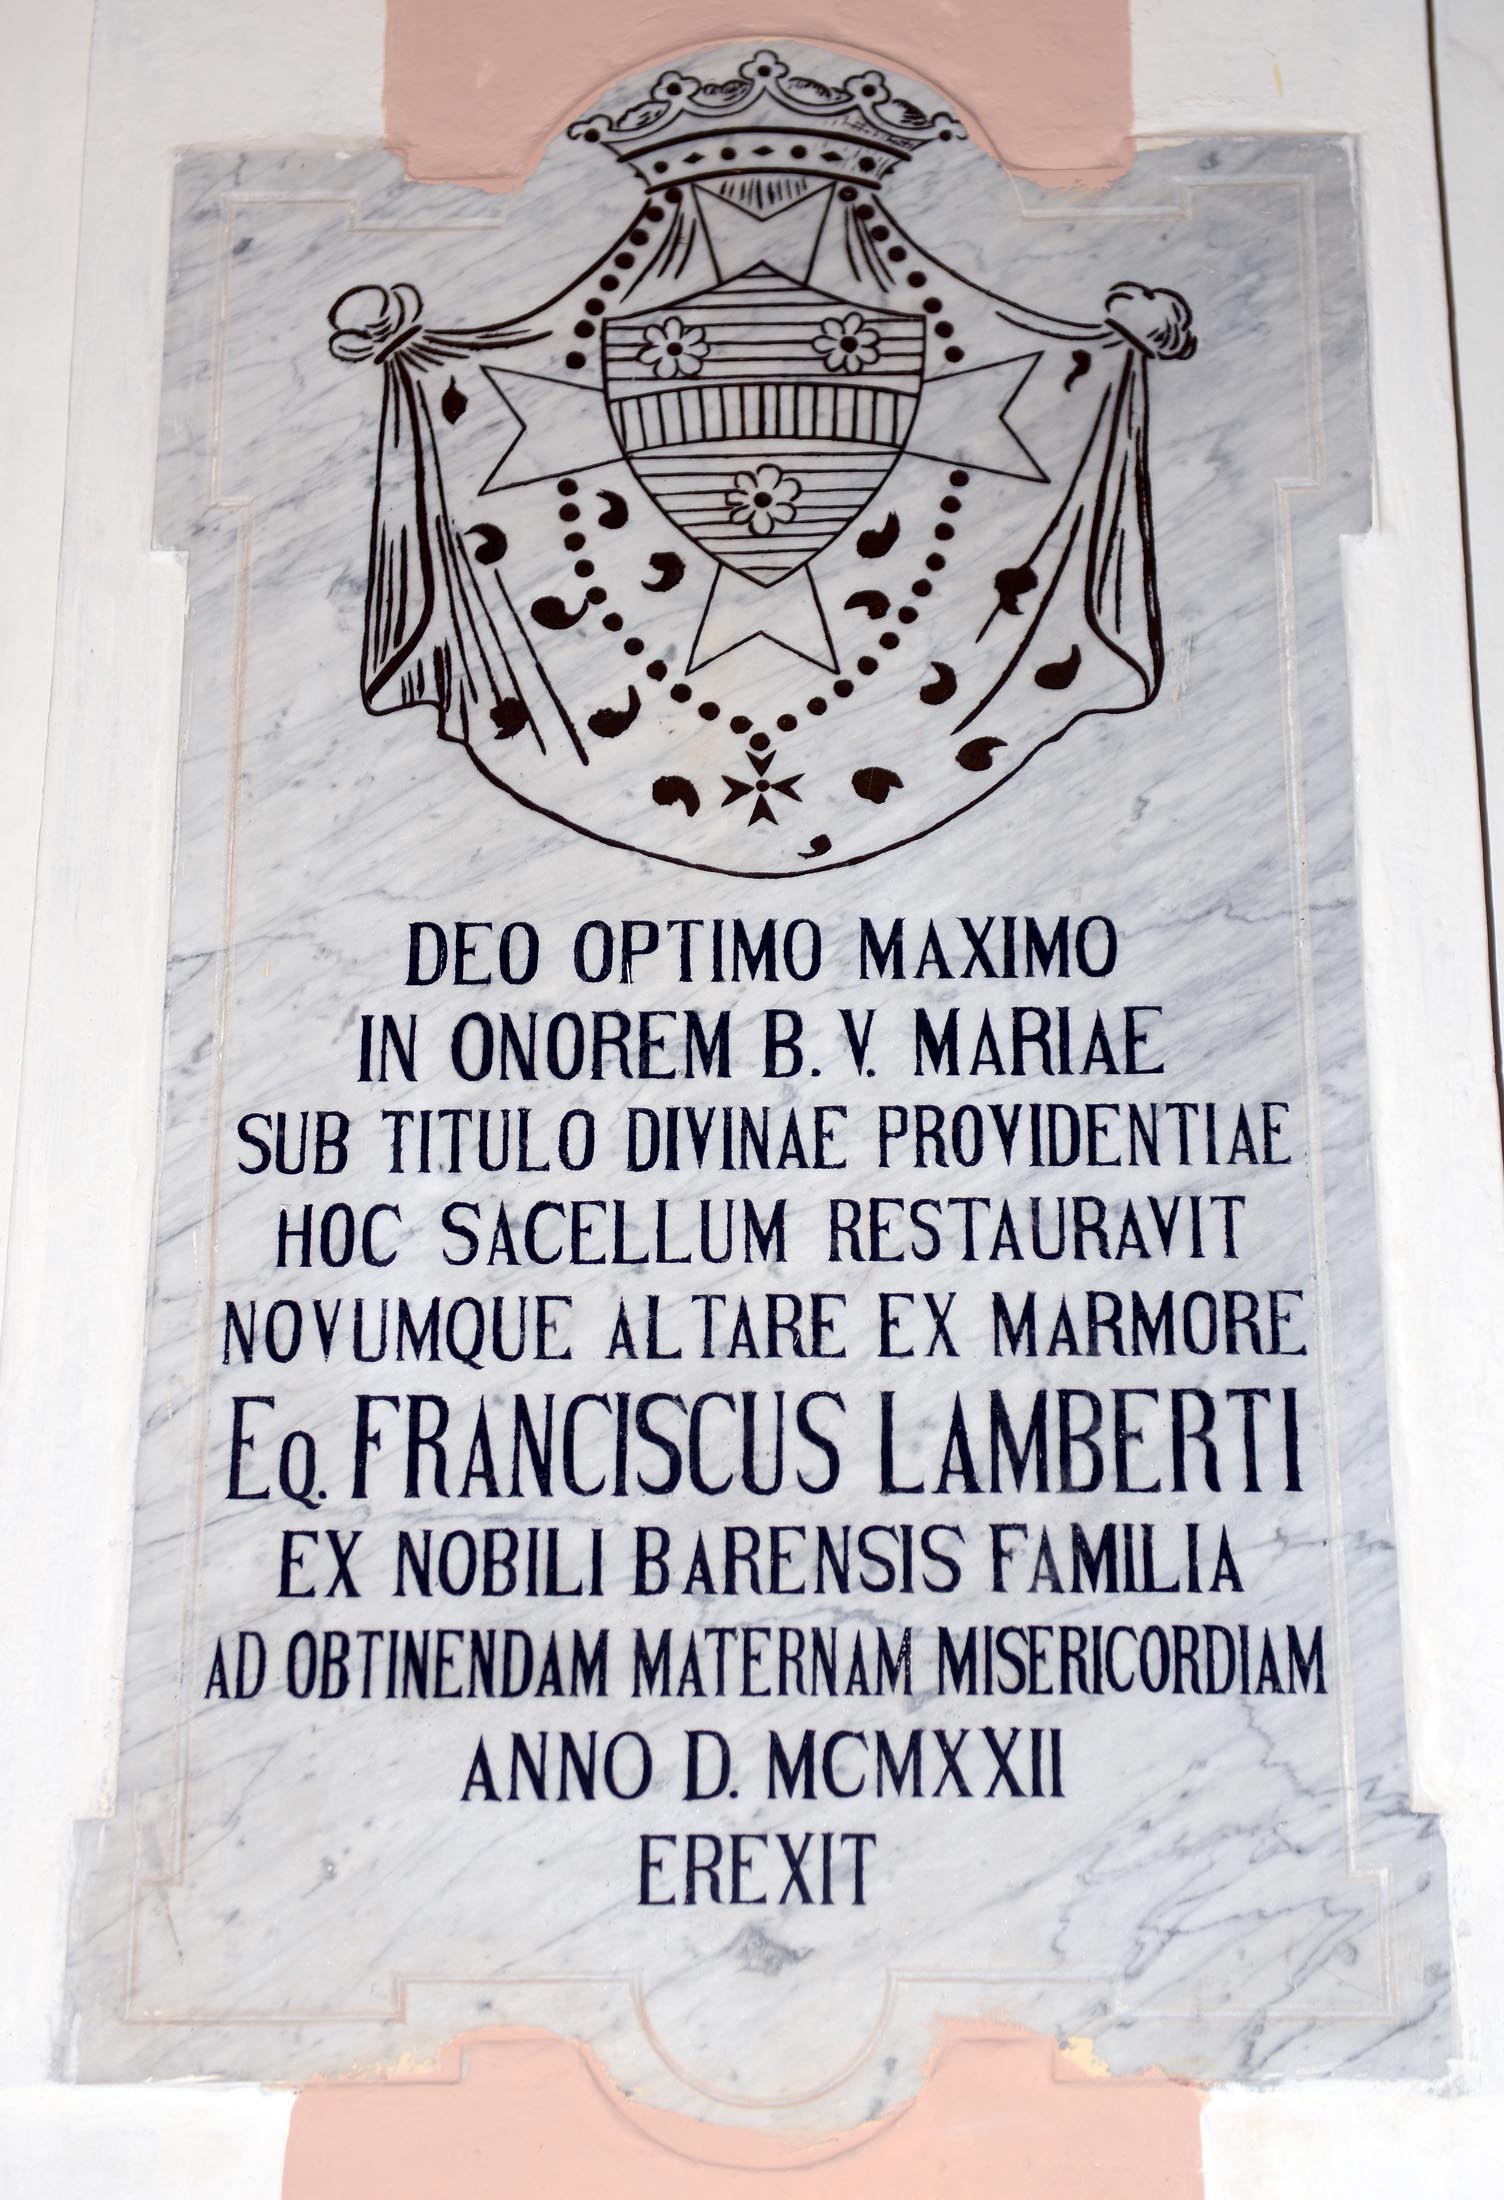 DEO OPTIMO MAXIMO
IN ONOREM B. V. MARIAE
SUB TITULO DIVINAE PROVIDENTIAE
HOC SACELLUM RESTAURAVIT
NOVUMQUE ALTARE EX MARMORE
EQ. FRANCISCUS LAMBERTI
EX NOBILI BARENSIS FAMILIA
AD OBTINENDAM MATERNAM MISERICORDIAM
ANNO D. MCMXXII
EREXIT